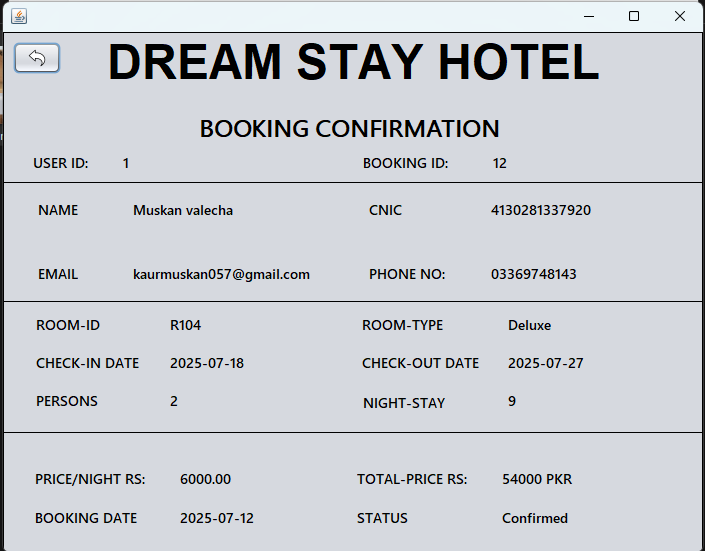 DREAM STAY HOTEL
BOOKING CONFIRMATION
USER ID: 1 BOOKING ID: 12
NAME Muskan valecha CNIC 4130281337920
EMAIL kaurmuskan057@gmail.com PHONE NO: 03369748143
ROOM-ID R104 ROOM-TYPE Deluxe
CHECK-IN DATE 2025-07-18 CHECK-OUT DATE 2025-07-27
PERSONS 2 NIGHT-STAY 9
PRICE/NIGHT RS: 6000.00 TOTAL-PRICE RS: 54000 PKR
BOOKING DATE 2025-07-12 STATUS Confirmed